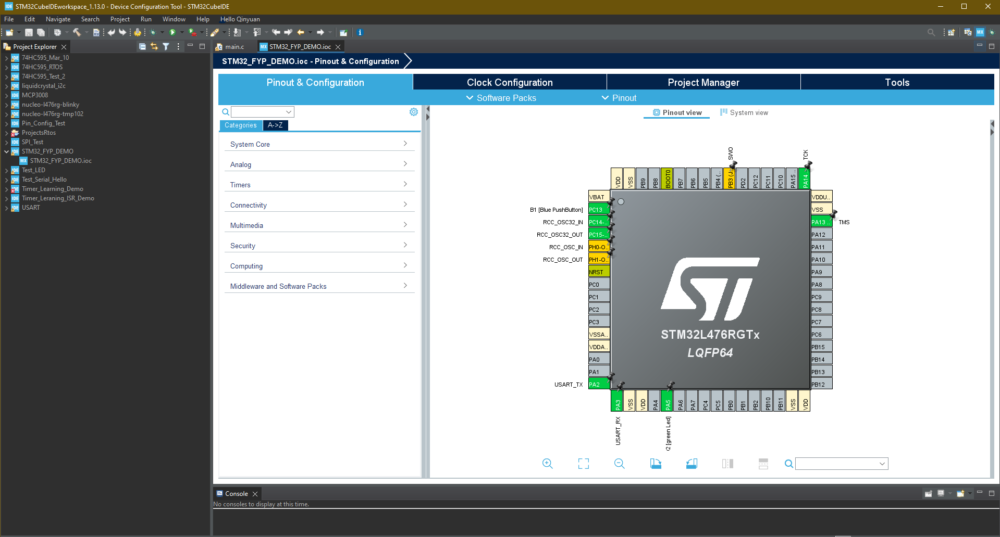 IDE STM32CubeIDEworkspace_1.13.0 - Device Configuration Tool - STM32CubeIDE
File Edit Navigate Search Project Run Window Help Hello Qinyuan
Project Explorer
main.c
MX STM32_FYP_DEMO.ioc
74HC595_Mar_10
74HC595_RTOS
74HC595_Test_2
liquidcrystal_i2c
MCP3008
nucleo-l476rg-blinky
nucleo-l476rg-tmp102
Pin_Config_Test
ProjectsRtos
SPI_Test
STM32_FYP_DEMO
MX STM32_FYP_DEMO.ioc
Test_LED
Test_Serial_Hello
Timer_Learning_Demo
Timer_Leraning_ISR_Demo
USART
STM32_FYP_DEMO.ioc - Pinout & Configuration
Pinout & Configuration
Clock Configuration
Project Manager
Tools
Software Packs
Pinout
Categories
A->Z
System Core
Analog
Timers
Connectivity
Multimedia
Security
Computing
Middleware and Software Packs
Pinout view
System view
SWO
TCK
VDD
VSS
PB9
PB8
BOOT0
PB7
PB6
PB5
PB4 (..
PB3 (J..
PD2
PC12
PC11
PC10
PA15 ..
PA14 ..
VBAT
B1 [Blue PushButton] PC13
RCC_OSC32_IN PC14-..
RCC_OSC32_OUT PC15-..
RCC_OSC_IN PH0-O..
RCC_OSC_OUT PH1-O..
NRST
PC0
PC1
PC2
PC3
VSSA..
VDDA..
PA0
PA1
USART_TX PA2
VDDU..
VSS
PA13 .. TMS
PA12
PA11
PA10
PA9
PA8
PC9
PC8
PC7
PC6
PB15
PB14
PB13
PB12
ST
STM32L476RGTx
LQFP64
PA3
VSS
VDD
PA4
PA5
PA6
PA7
PC4
PC5
PB0
PB1
PB2
PB10
PB11
VSS
VDD
USART_RX
2 [green Led]
Console
No consoles to display at this time.